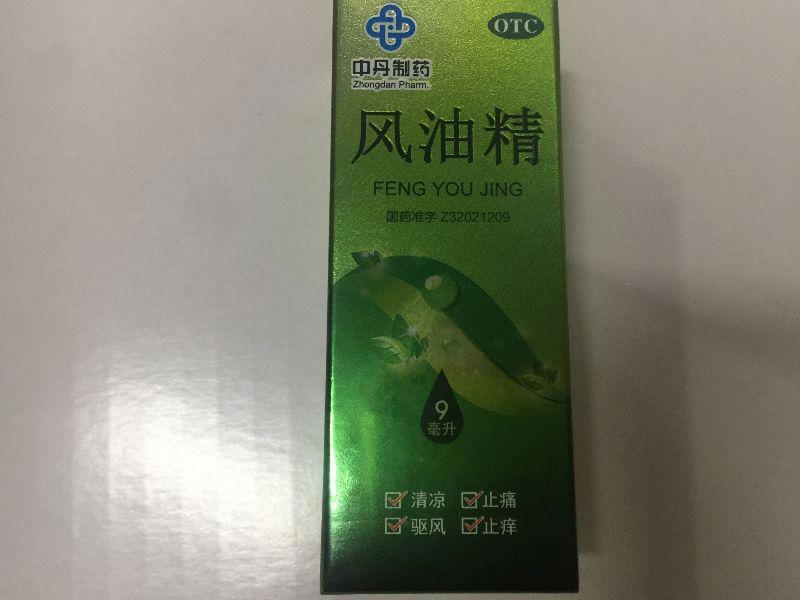 OTC
中丹制药
Zhongdan Pharm.
风油精
FENG YOU JING
国药准字 Z32021209
9
毫升
清凉 止痛
驱风 止痒